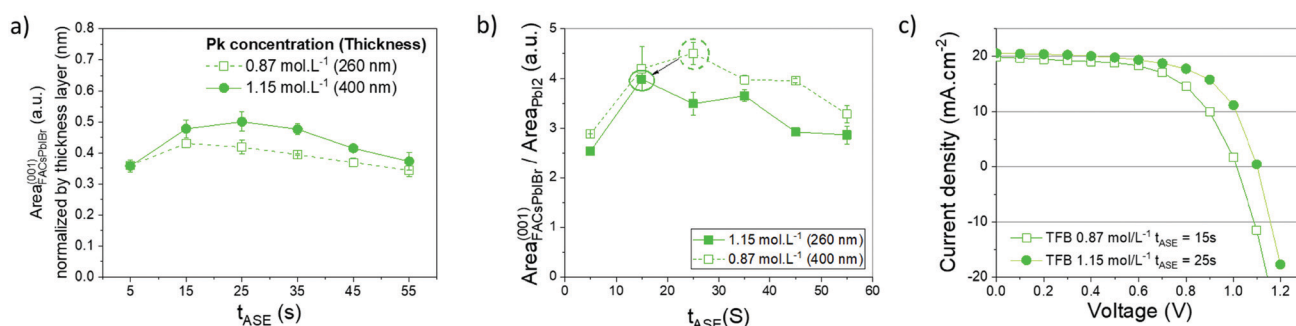 a)
Area(001)FACsPbIBr (a.u.)
normalized by thickness layer (nm)
0.8
0.7
0.6
0.5
0.4
0.3
0.2
0.1
0.0
Pk concentration (Thickness)
0.87 mol.L-1 (260 nm)
1.15 mol.L-1 (400 nm)
5 15 25 35 45 55
tASE (s)
b)
Area(001)FACsPbIBr / AreaPbI2 (a.u.)
5
4
3
2
1
0
1.15 mol.L-1 (260 nm)
0.87 mol.L-1 (400 nm)
0 10 20 30 40 50 60
tASE(S)
c)
Current density (mA.cm-2)
30
20
10
0
-10
-20
TFB 0.87 mol/L-1 tASE = 15s
TFB 1.15 mol/L-1 tASE = 25s
0.0 0.2 0.4 0.6 0.8 1.0 1.2
Voltage (V)